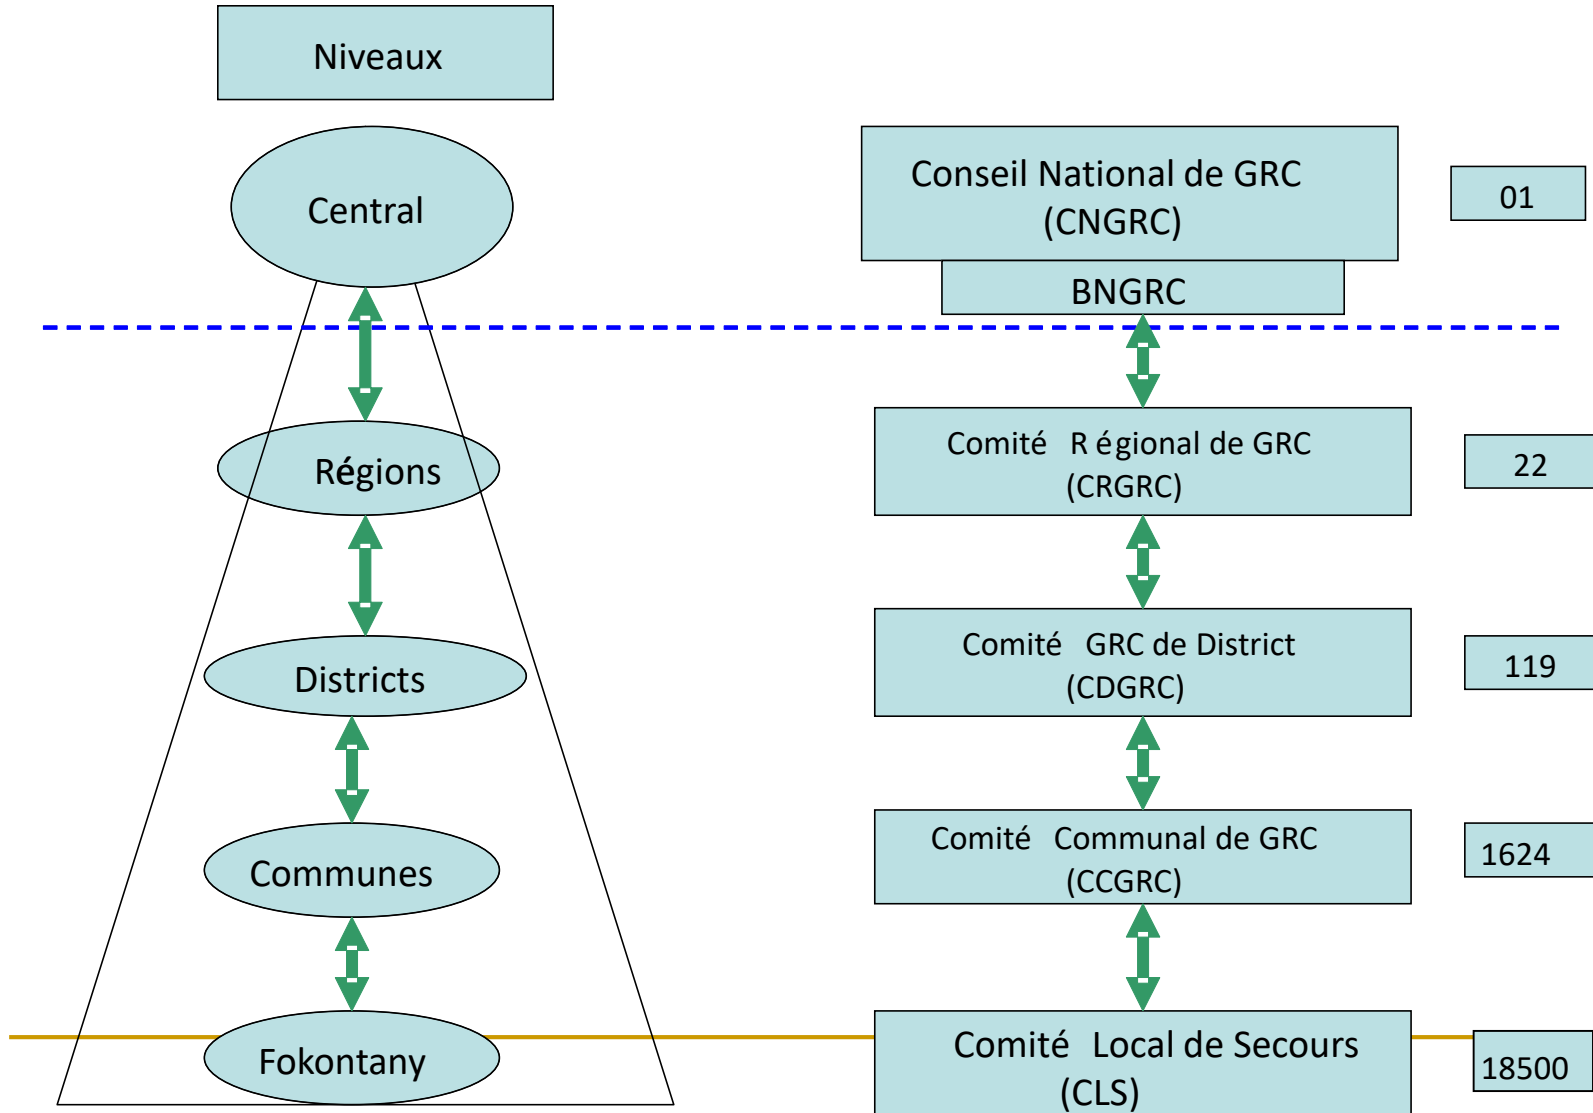 Niveaux
Central
Conseil National de GRC
(CNGRC)
01
BNGRC
Régions
Comité Régional de GRC
(CRGRC)
22
Districts
Comité GRC de District
(CDGRC)
119
Communes
Comité Communal de GRC
(CCGRC)
1624
Fokontany
Comité Local de Secours
(CLS)
18500